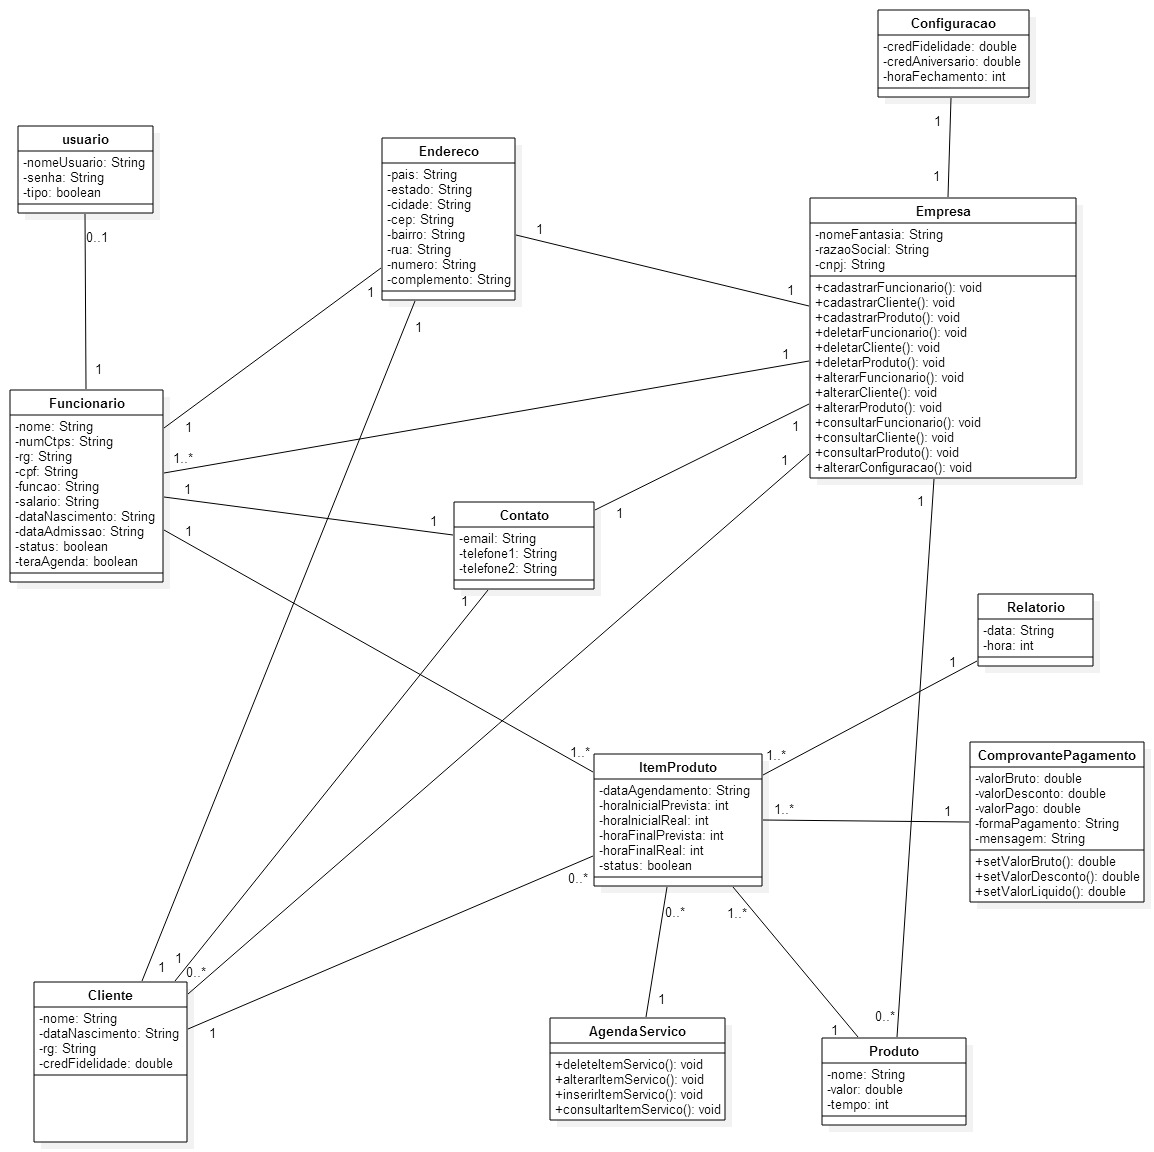 Configuracao
-credFidelidade: double
-credAniversario: double
-horaFechamento: int
1
1
usuario
-nomeUsuario: String
-senha: String
-tipo: boolean
0..1
1
Endereco
-pais: String
-estado: String
-cidade: String
-cep: String
-bairro: String
-rua: String
-numero: String
-complemento: String
1
1
1
1
Empresa
-nomeFantasia: String
-razaoSocial: String
-cnpj: String
+cadastrarFuncionario(): void
+cadastrarCliente(): void
+cadastrarProduto(): void
+deletarFuncionario(): void
+deletarCliente(): void
+deletarProduto(): void
+alterarFuncionario(): void
+alterarCliente(): void
+alterarProduto(): void
+consultarFuncionario(): void
+consultarCliente(): void
+consultarProduto(): void
+alterarConfiguracao(): void
1
1
1
1
Funcionario
-nome: String
-numCtps: String
-rg: String
-cpf: String
-funcao: String
-salario: String
-dataNascimento: String
-dataAdmissao: String
-status: boolean
-teraAgenda: boolean
1
1..*
1
1
Contato
-email: String
-telefone1: String
-telefone2: String
1
1
1
Relatorio
-data: String
-hora: int
1
ItemProduto
-dataAgendamento: String
-horaInicialPrevista: int
-horaInicialReal: int
-horaFinalPrevista: int
-horaFinalReal: int
-status: boolean
1..*
1..*
1..*
0..*
0..*
1..*
ComprovantePagamento
-valorBruto: double
-valorDesconto: double
-valorPago: double
-formaPagamento: String
-mensagem: String
+setValorBruto(): double
+setValorDesconto(): double
+setValorLiquido(): double
1
Cliente
-nome: String
-dataNascimento: String
-rg: String
-credFidelidade: double
1
1
0..*
1
AgendaServico
+deleteItemServico(): void
+alterarItemServico(): void
+inserirItemServico(): void
+consultarItemServico(): void
1
Produto
-nome: String
-valor: double
-tempo: int
1
0..*